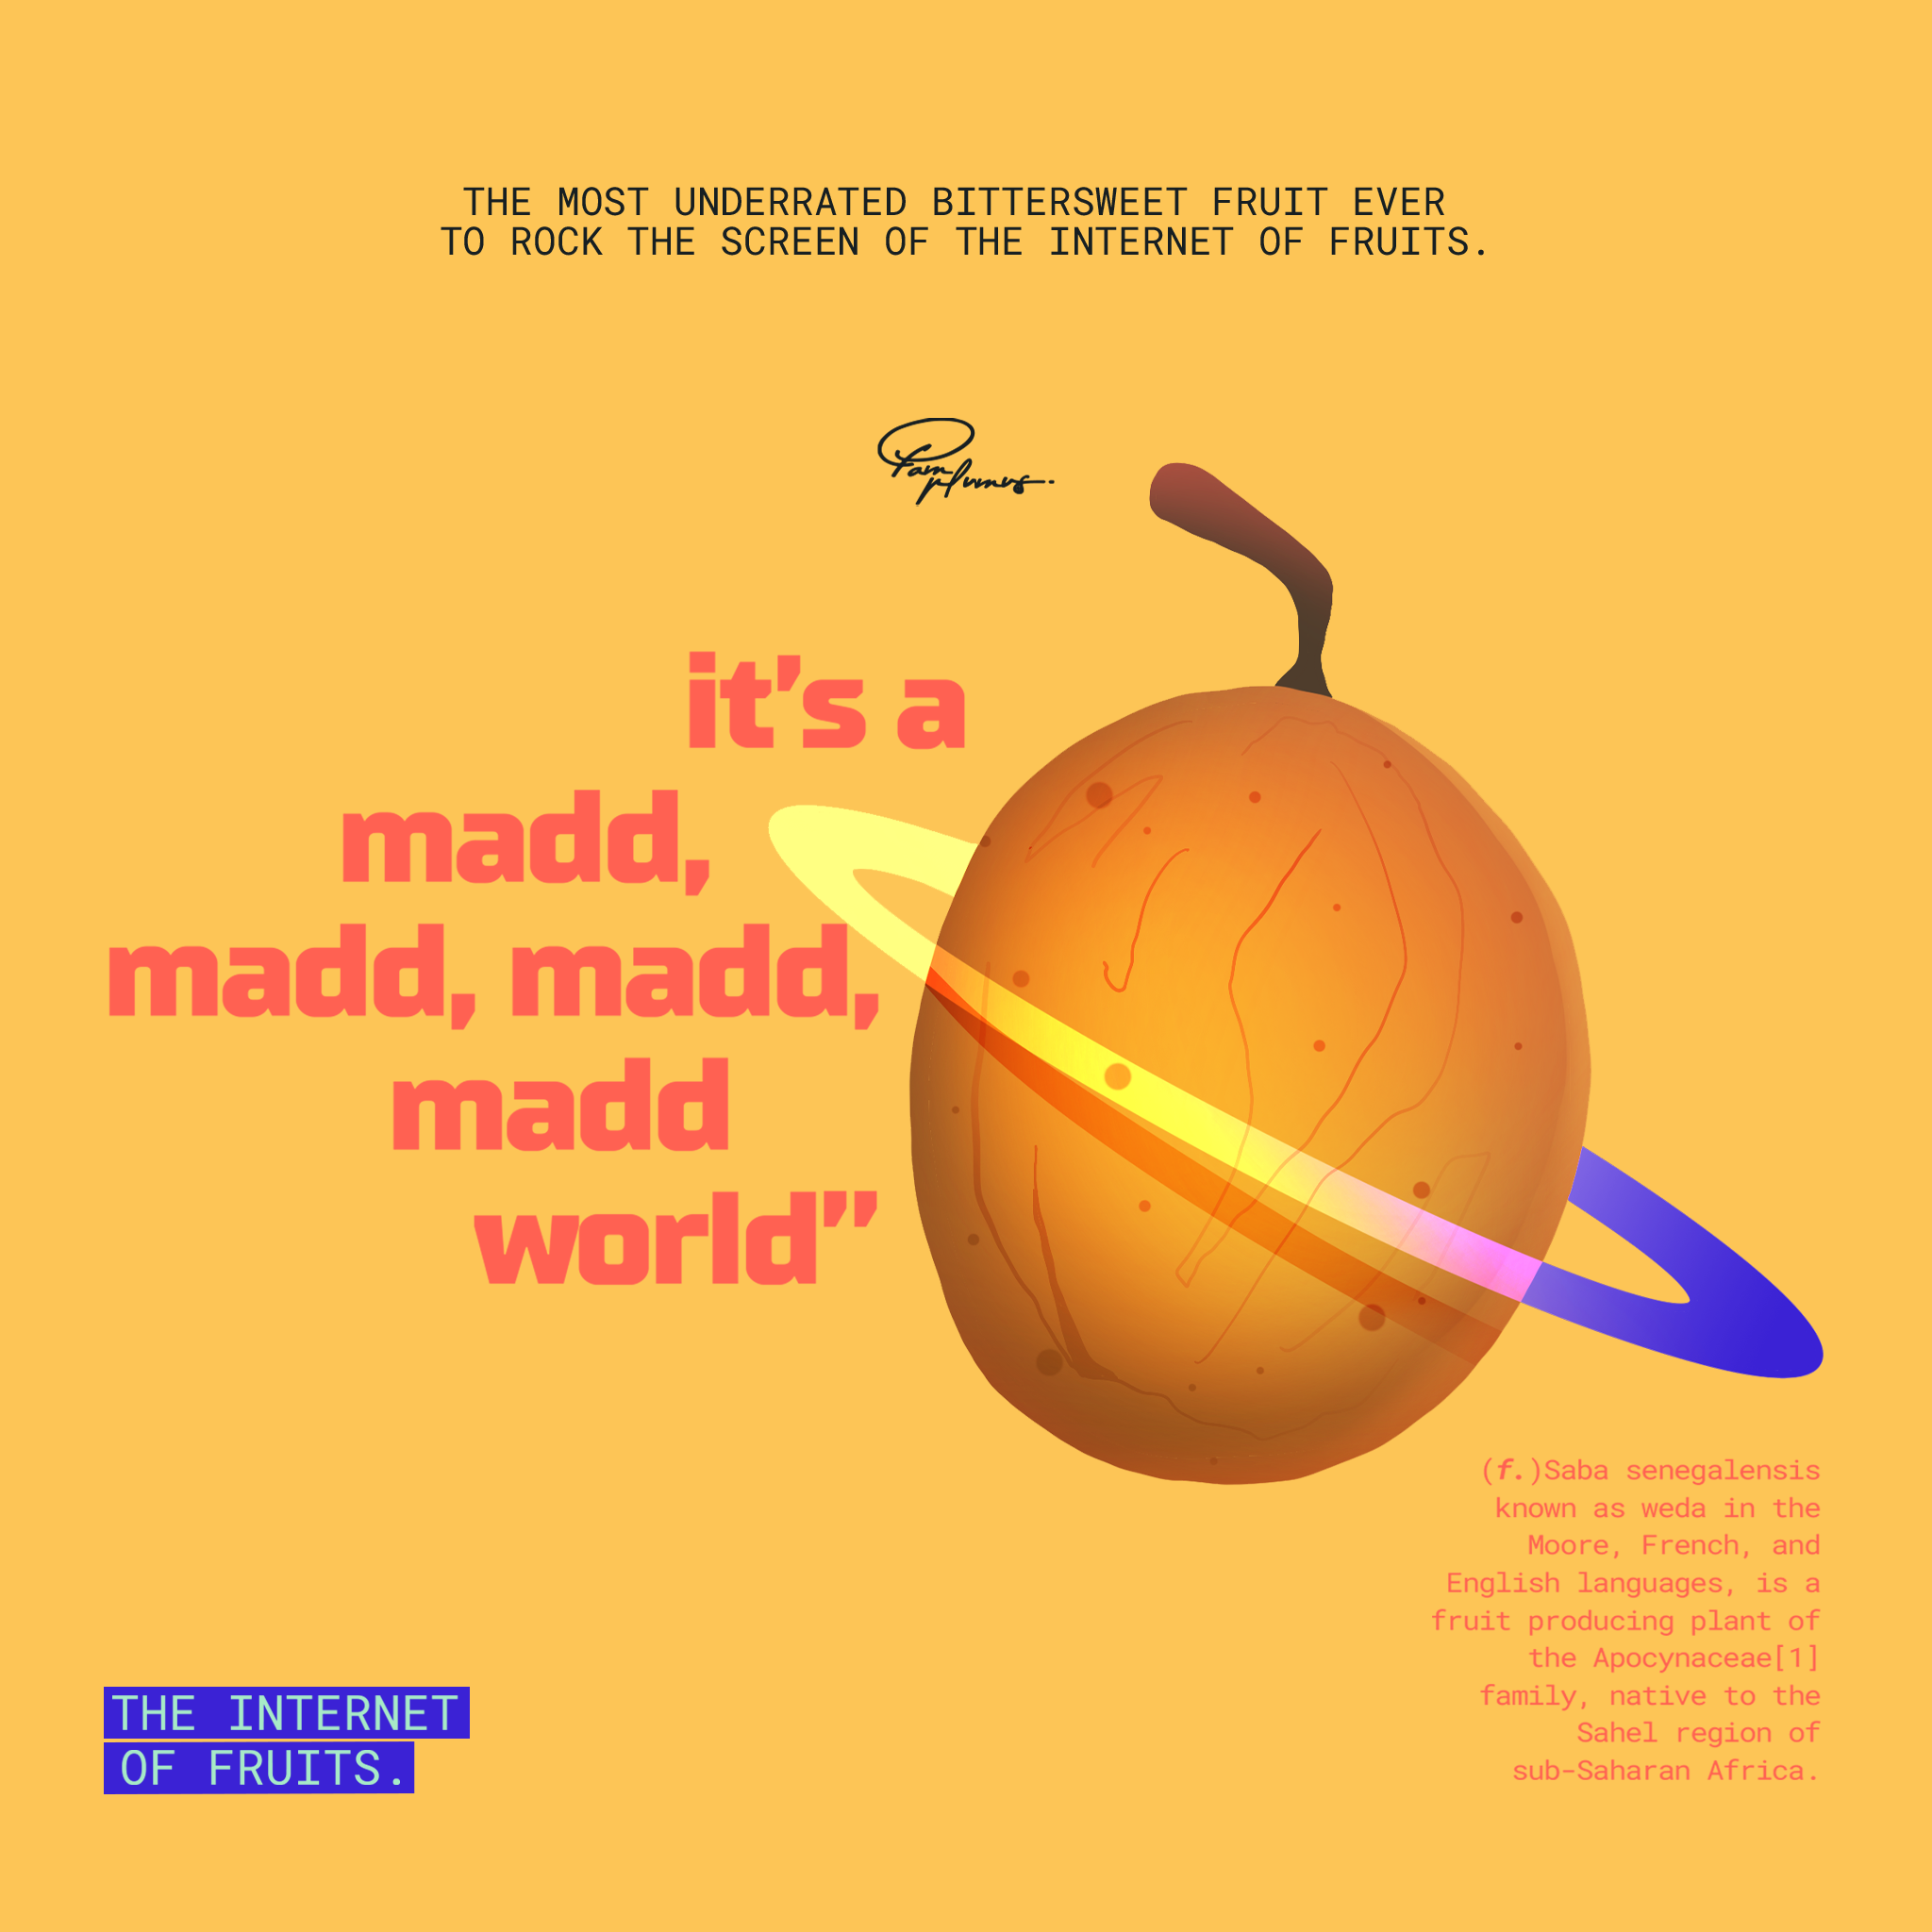 THE MOST UNDERRATED BITTERSWEET FRUIT EVER
TO ROCK THE SCREEN OF THE INTERNET OF FRUITS.
it’s a
madd,
madd, madd,
madd
world”
(f.)Saba senegalensis
known as weda in the
Moore, French, and
English languages, is a
fruit producing plant of
the Apocynaceae[1]
family, native to the
Sahel region of
sub-Saharan Africa.
THE INTERNET
OF FRUITS.